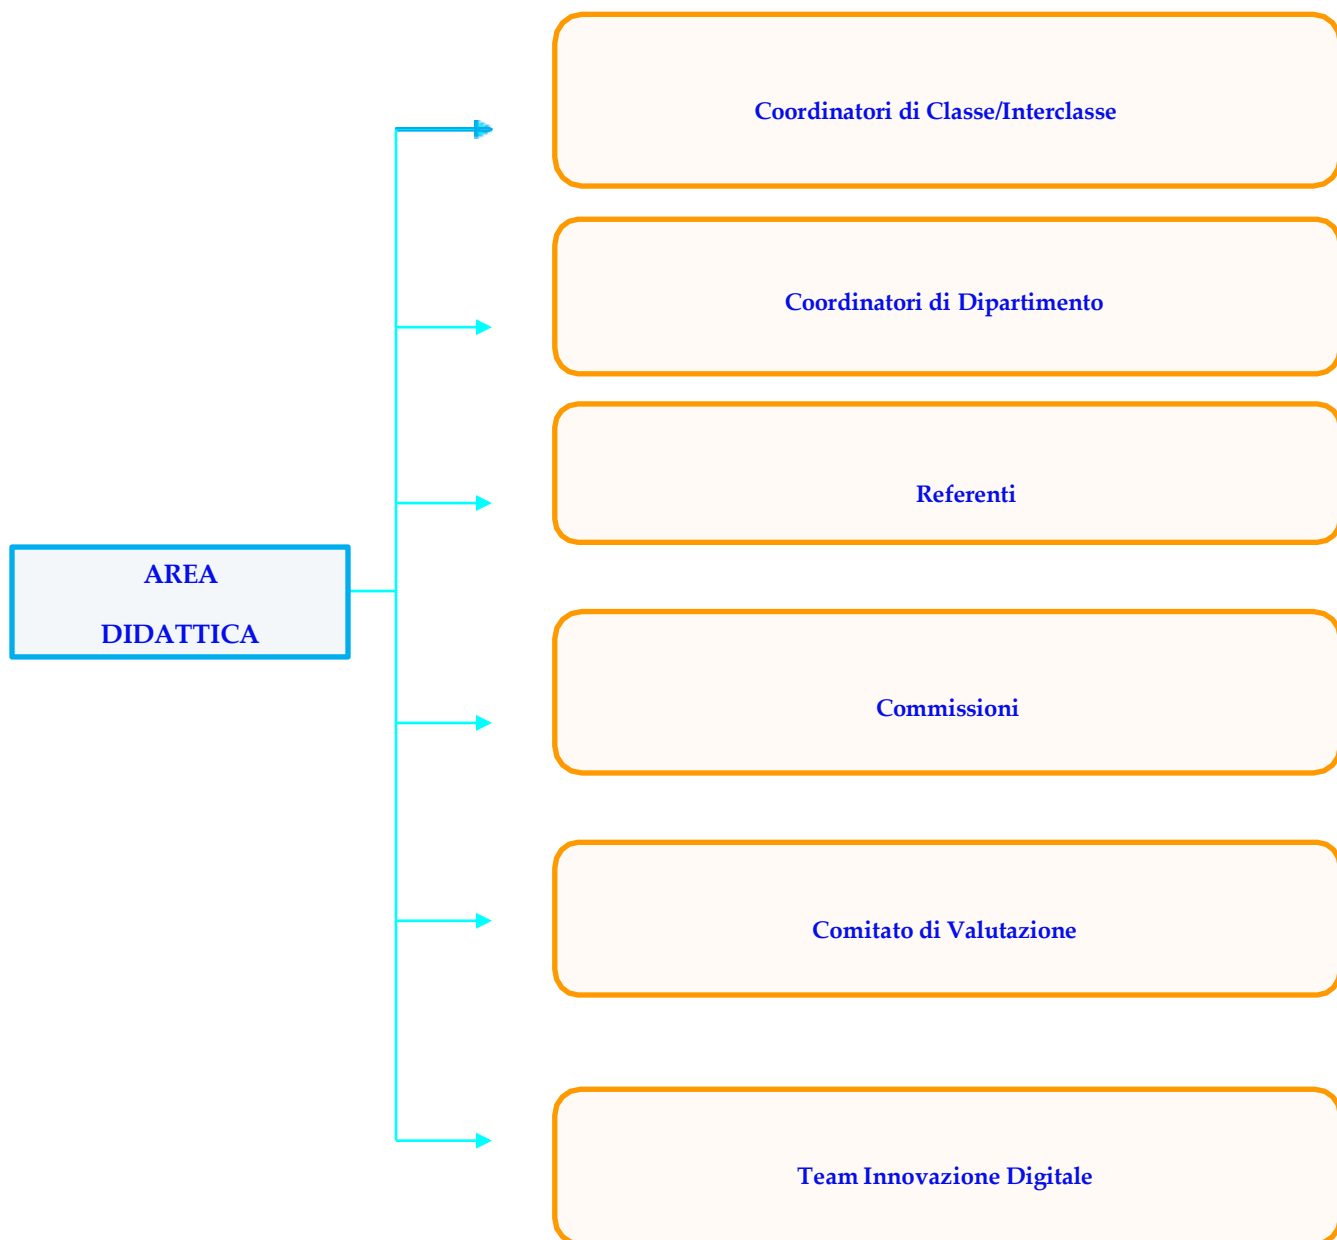 Coordinatori di Classe/Interclasse
Coordinatori di Dipartimento
Referenti
AREA
DIDATTICA
Commissioni
Comitato di Valutazione
Team Innovazione Digitale